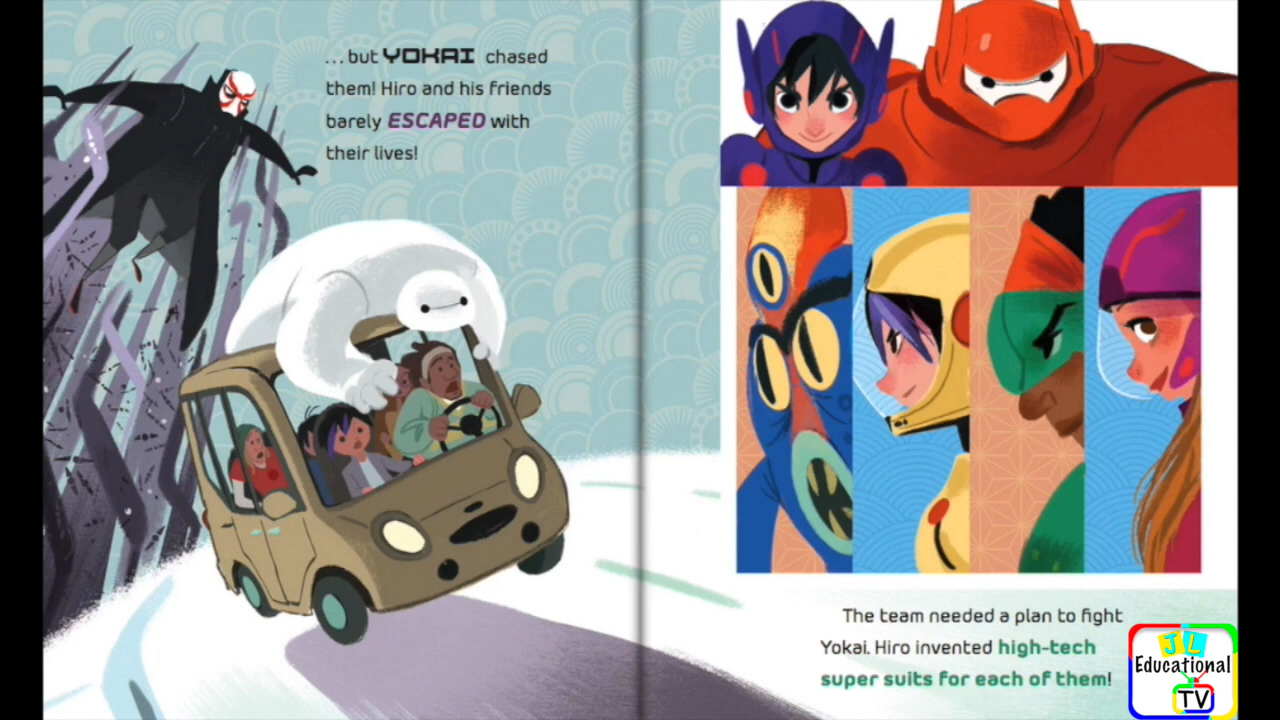 ...but YOKAI chased
them! Hiro and his friends
barely ESCAPED with
their lives!
The team needed a plan to fight
Yokai. Hiro invented high-tech
super suits for each of them!
JL
Educational
TV